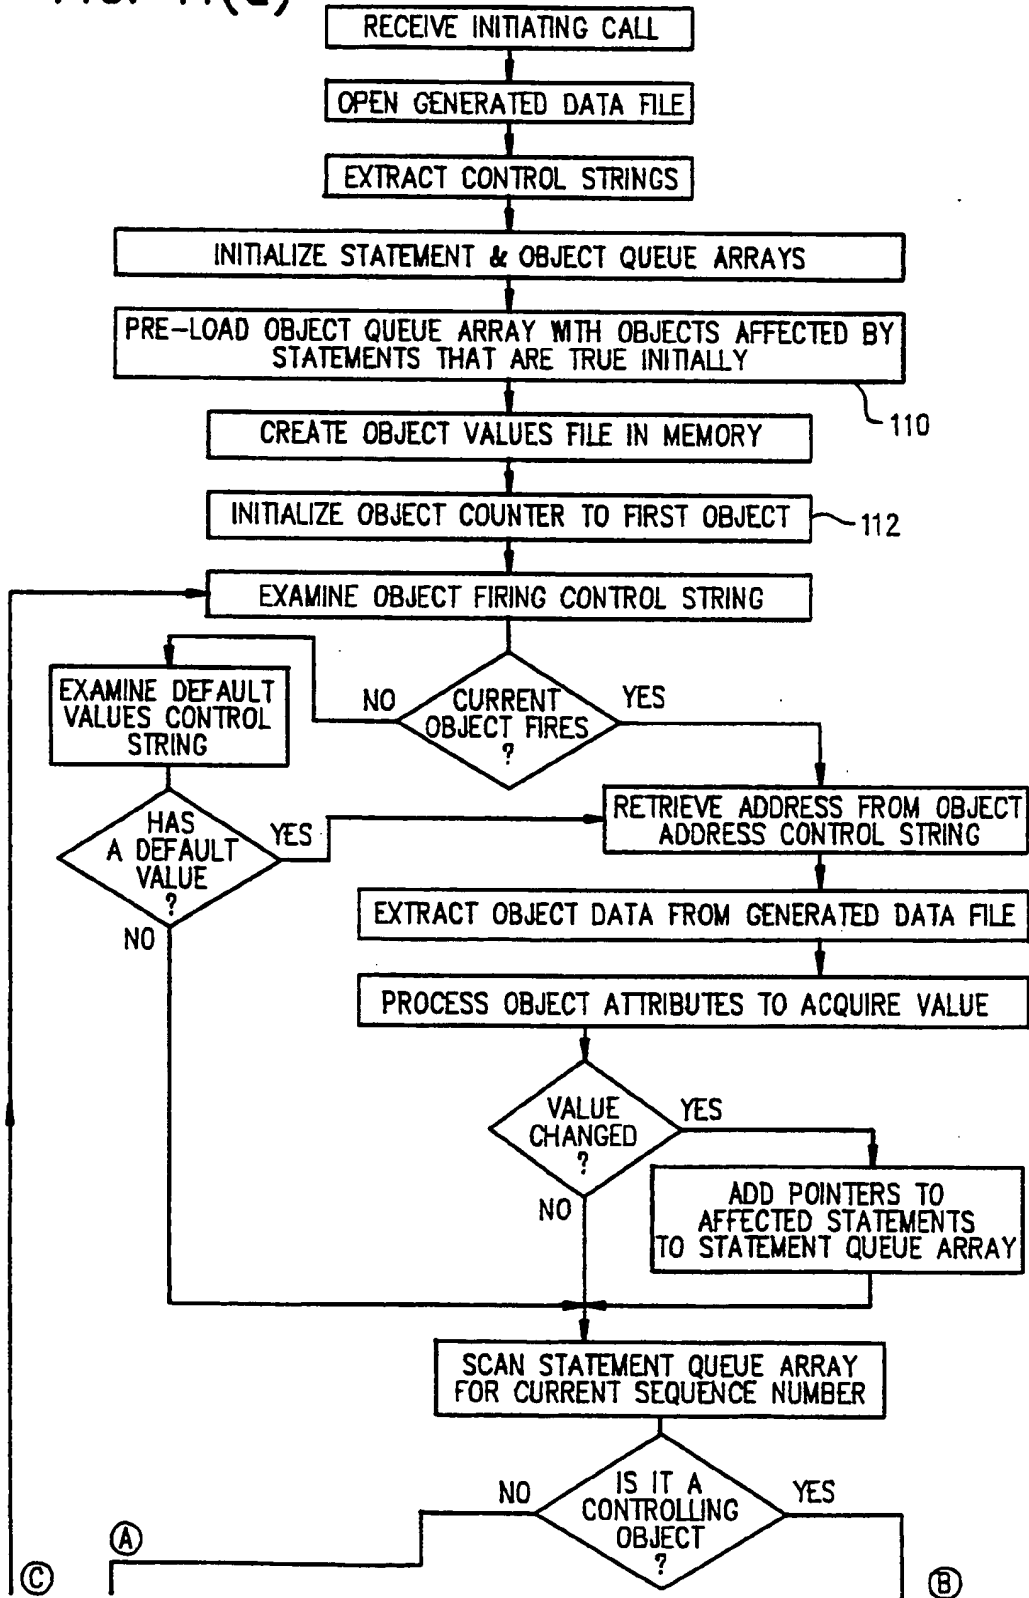 RECEIVE INITIATING CALL
OPEN GENERATED DATA FILE
EXTRACT CONTROL STRINGS
INITIALIZE STATEMENT & OBJECT QUEUE ARRAYS
PRE-LOAD OBJECT QUEUE ARRAY WITH OBJECTS AFFECTED BY
STATEMENTS THAT ARE TRUE INITIALLY
110
CREATE OBJECT VALUES FILE IN MEMORY
INITIALIZE OBJECT COUNTER TO FIRST OBJECT
112
EXAMINE OBJECT FIRING CONTROL STRING
EXAMINE DEFAULT
VALUES CONTROL
STRING
NO
CURRENT
OBJECT FIRES
?
YES
HAS
A DEFAULT
VALUE
?
YES
NO
RETRIEVE ADDRESS FROM OBJECT
ADDRESS CONTROL STRING
EXTRACT OBJECT DATA FROM GENERATED DATA FILE
PROCESS OBJECT ATTRIBUTES TO ACQUIRE VALUE
VALUE
CHANGED
?
YES
NO
ADD POINTERS TO
AFFECTED STATEMENTS
TO STATEMENT QUEUE ARRAY
SCAN STATEMENT QUEUE ARRAY
FOR CURRENT SEQUENCE NUMBER
NO
IS IT A
CONTROLLING
OBJECT
?
YES
A
C
B